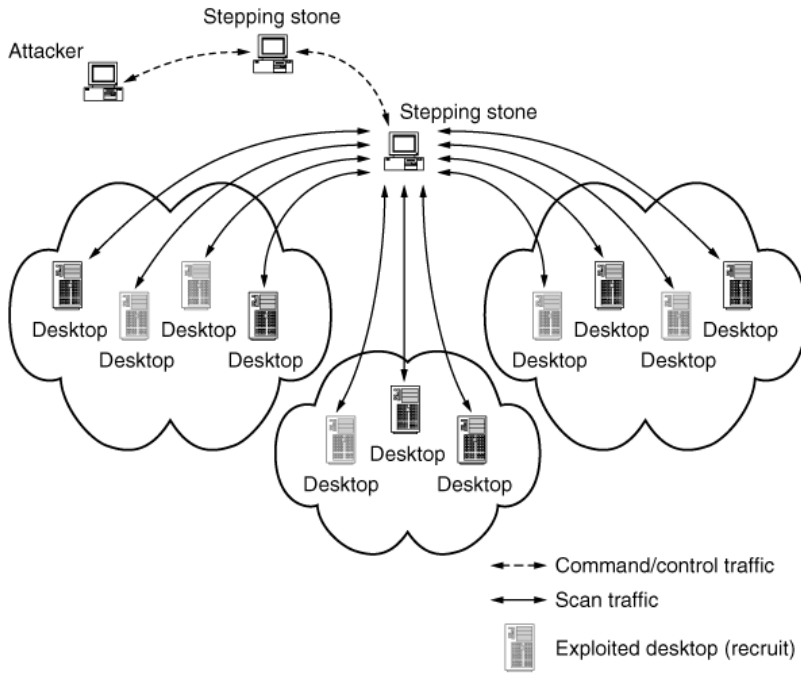 Stepping stone
Attacker
Stepping stone
Desktop
Desktop
Desktop
Desktop
Desktop
Desktop
Desktop
Desktop
Desktop
Desktop
Desktop
Command/control traffic
Scan traffic
Exploited desktop (recruit)